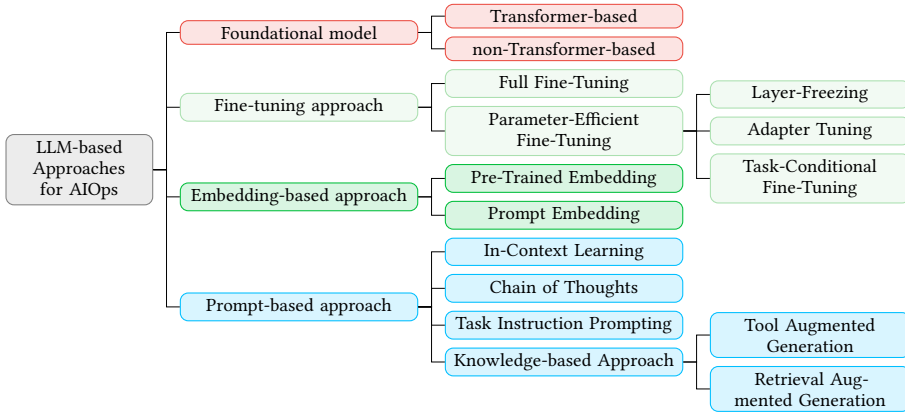 LLM-based
Approaches
for AIOps
Foundational model
Transformer-based
non-Transformer-based
Fine-tuning approach
Full Fine-Tuning
Parameter-Efficient
Fine-Tuning
Layer-Freezing
Adapter Tuning
Task-Conditional
Fine-Tuning
Embedding-based approach
Pre-Trained Embedding
Prompt Embedding
Prompt-based approach
In-Context Learning
Chain of Thoughts
Task Instruction Prompting
Knowledge-based Approach
Tool Augmented
Generation
Retrieval Aug-
mented Generation